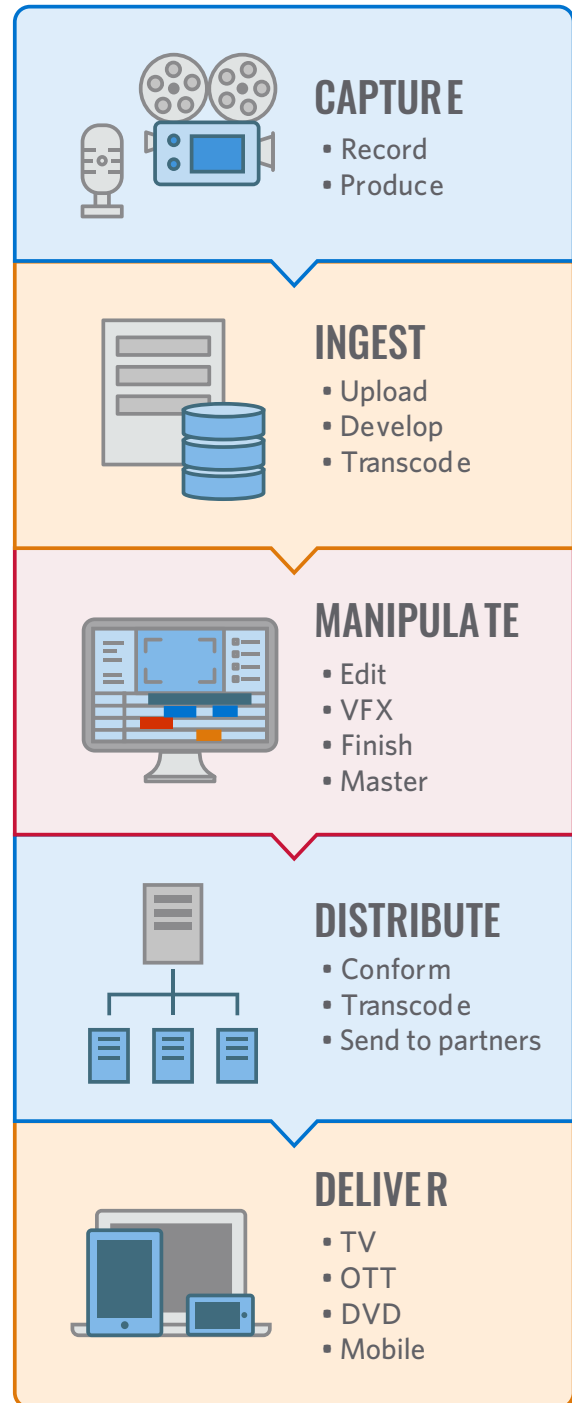 CAPTURE
• Record
• Produce
INGEST
• Upload
• Develop
• Transcode
MANIPULATE
• Edit
• VFX
• Finish
• Master
DISTRIBUTE
• Conform
• Transcode
• Send to partners
DELIVER
• TV
• OTT
• DVD
• Mobile